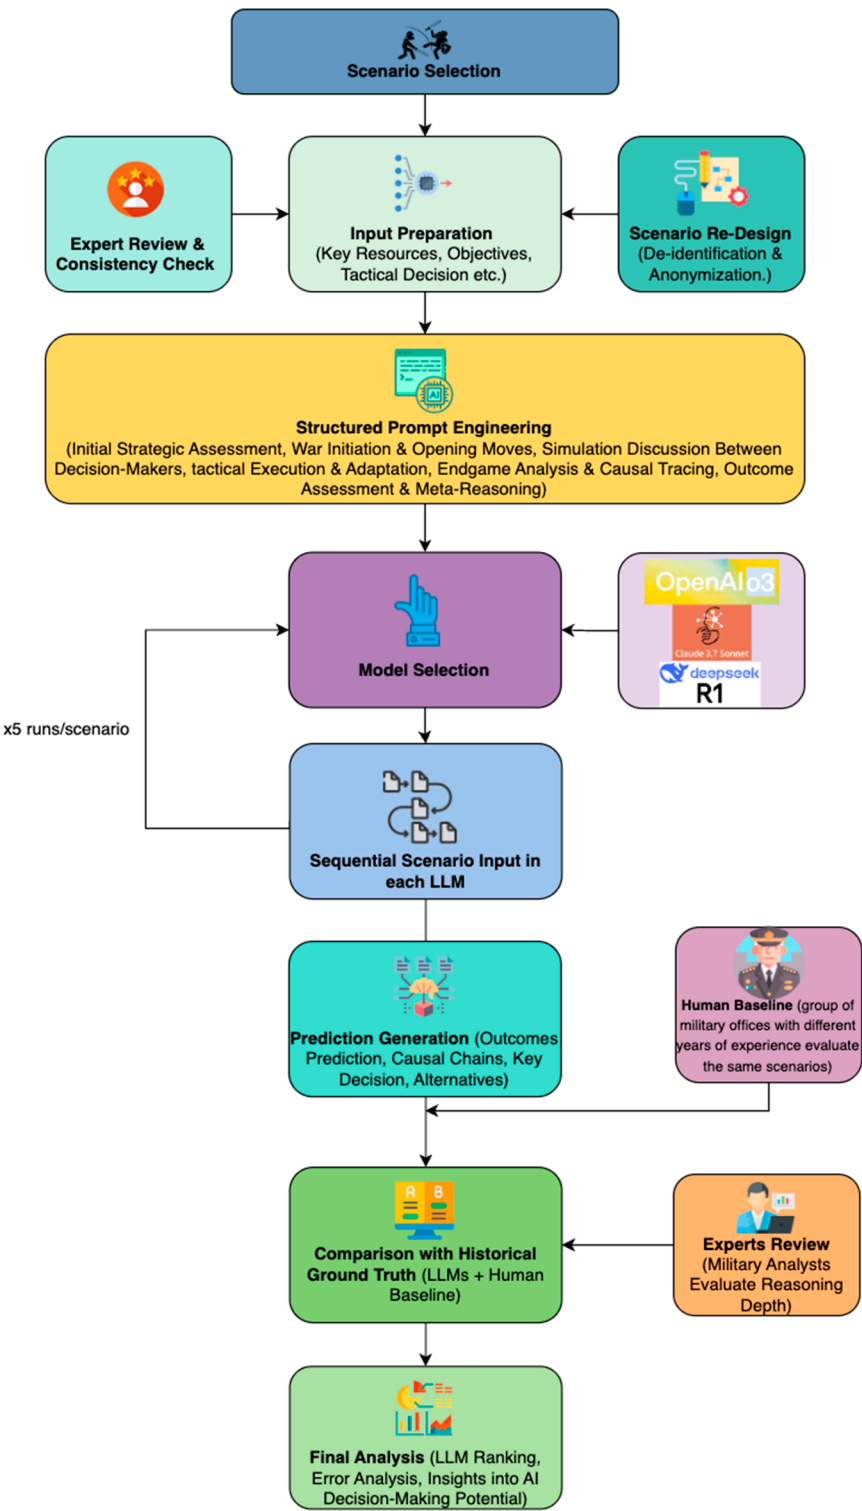 Scenario Selection
Expert Review &
Consistency Check
Input Preparation
(Key Resources, Objectives,
Tactical Decision etc.)
Scenario Re-Design
(De-identification &
Anonymization.)
AI
Structured Prompt Engineering
(Initial Strategic Assessment, War Initiation & Opening Moves, Simulation Discussion Between
Decision-Makers, tactical Execution & Adaptation, Endgame Analysis & Causal Tracing, Outcome
Assessment & Meta-Reasoning)
Model Selection
OpenAI o3
Claude 3.7 Sonnet
deepseek
R1
x5 runs/scenario
Sequential Scenario Input in
each LLM
Prediction Generation (Outcomes
Prediction, Causal Chains, Key
Decision, Alternatives)
Human Baseline (group of
military offices with different
years of experience evaluate
the same scenarios)
A B
Comparison with Historical
Ground Truth (LLMs + Human
Baseline)
Experts Review
(Military Analysts
Evaluate Reasoning
Depth)
Final Analysis (LLM Ranking,
Error Analysis, Insights into AI
Decision-Making Potential)